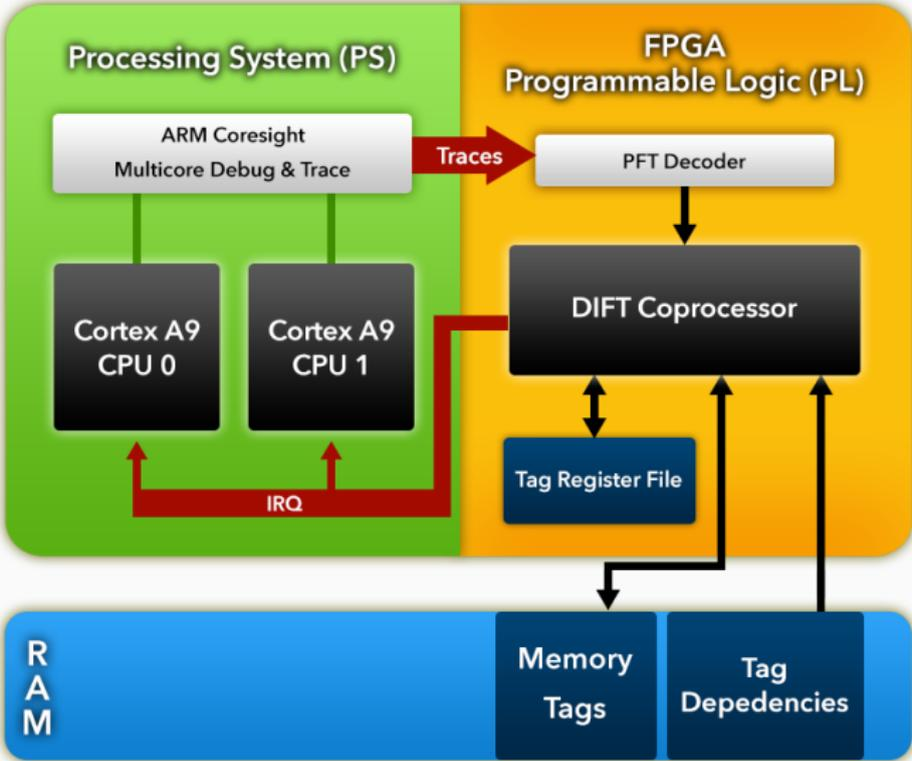 Processing System (PS)
FPGA
Programmable Logic (PL)
ARM Coresight
Multicore Debug & Trace
Traces
PFT Decoder
Cortex A9
CPU 0
Cortex A9
CPU 1
DIFT Coprocessor
Tag Register File
IRQ
R
A
M
Memory
Tags
Tag
Depedencies